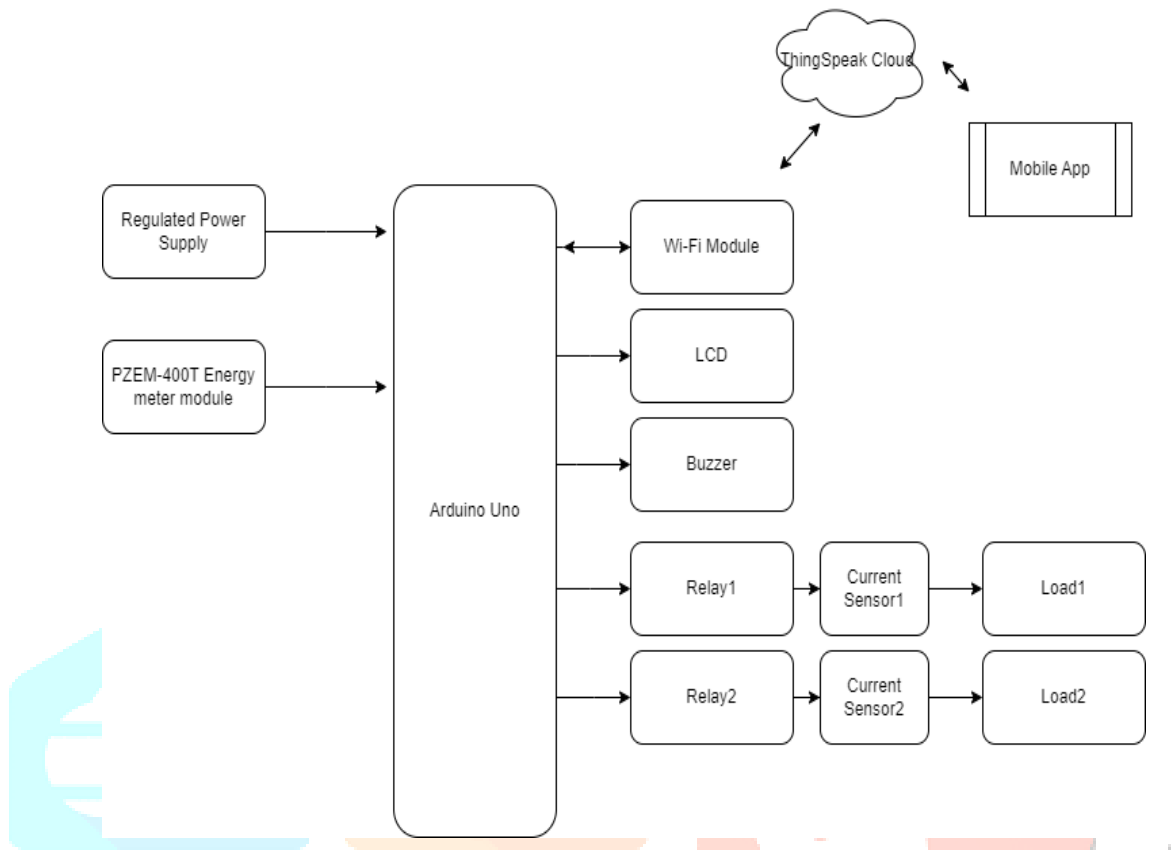 ThingSpeak Cloud
Mobile App
Regulated Power
Supply
Wi-Fi Module
PZEM-400T Energy
meter module
LCD
Buzzer
Arduino Uno
Relay1
Current
Sensor1
Load1
Relay2
Current
Sensor2
Load2